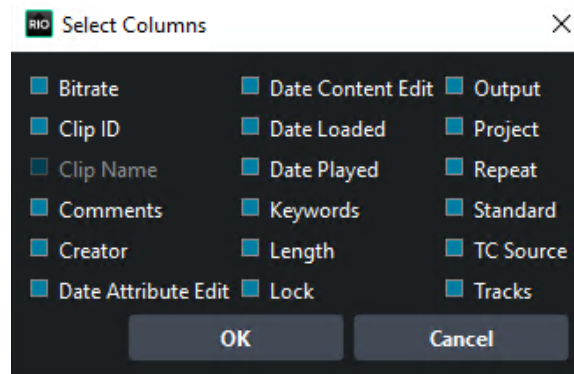 RIO Select Columns
Bitrate Date Content Edit Output
Clip ID Date Loaded Project
Clip Name Date Played Repeat
Comments Keywords Standard
Creator Length TC Source
Date Attribute Edit Lock Tracks
OK Cancel